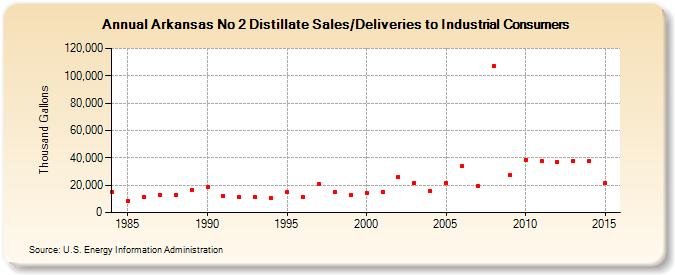 Annual Arkansas No 2 Distillate Sales/Deliveries to Industrial Consumers
Thousand Gallons
120,000
100,000
80,000
60,000
40,000
20,000
0
1985 1990 1995 2000 2005 2010 2015
Source: U.S. Energy Information Administration